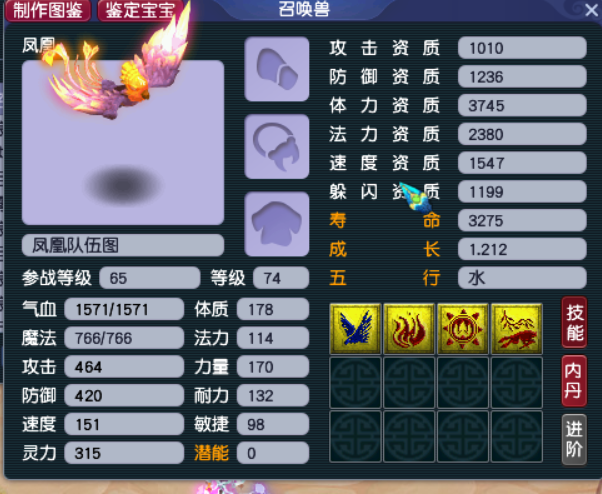 制作图鉴 鉴定宝宝 召唤兽
凤凰
攻击资质 1010
防御资质 1236
体力资质 3745
法力资质 2380
速度资质 1547
躲闪资质 1199
寿命 3275
成长 1.212
五行 水
凤凰队伍图
参战等级 65 等级 74
气血 1571/1571 体质 178
魔法 766/766 法力 114
攻击 464 力量 170
防御 420 耐力 132
速度 151 敏捷 98
灵力 315 潜能 0
技能
内丹
进阶